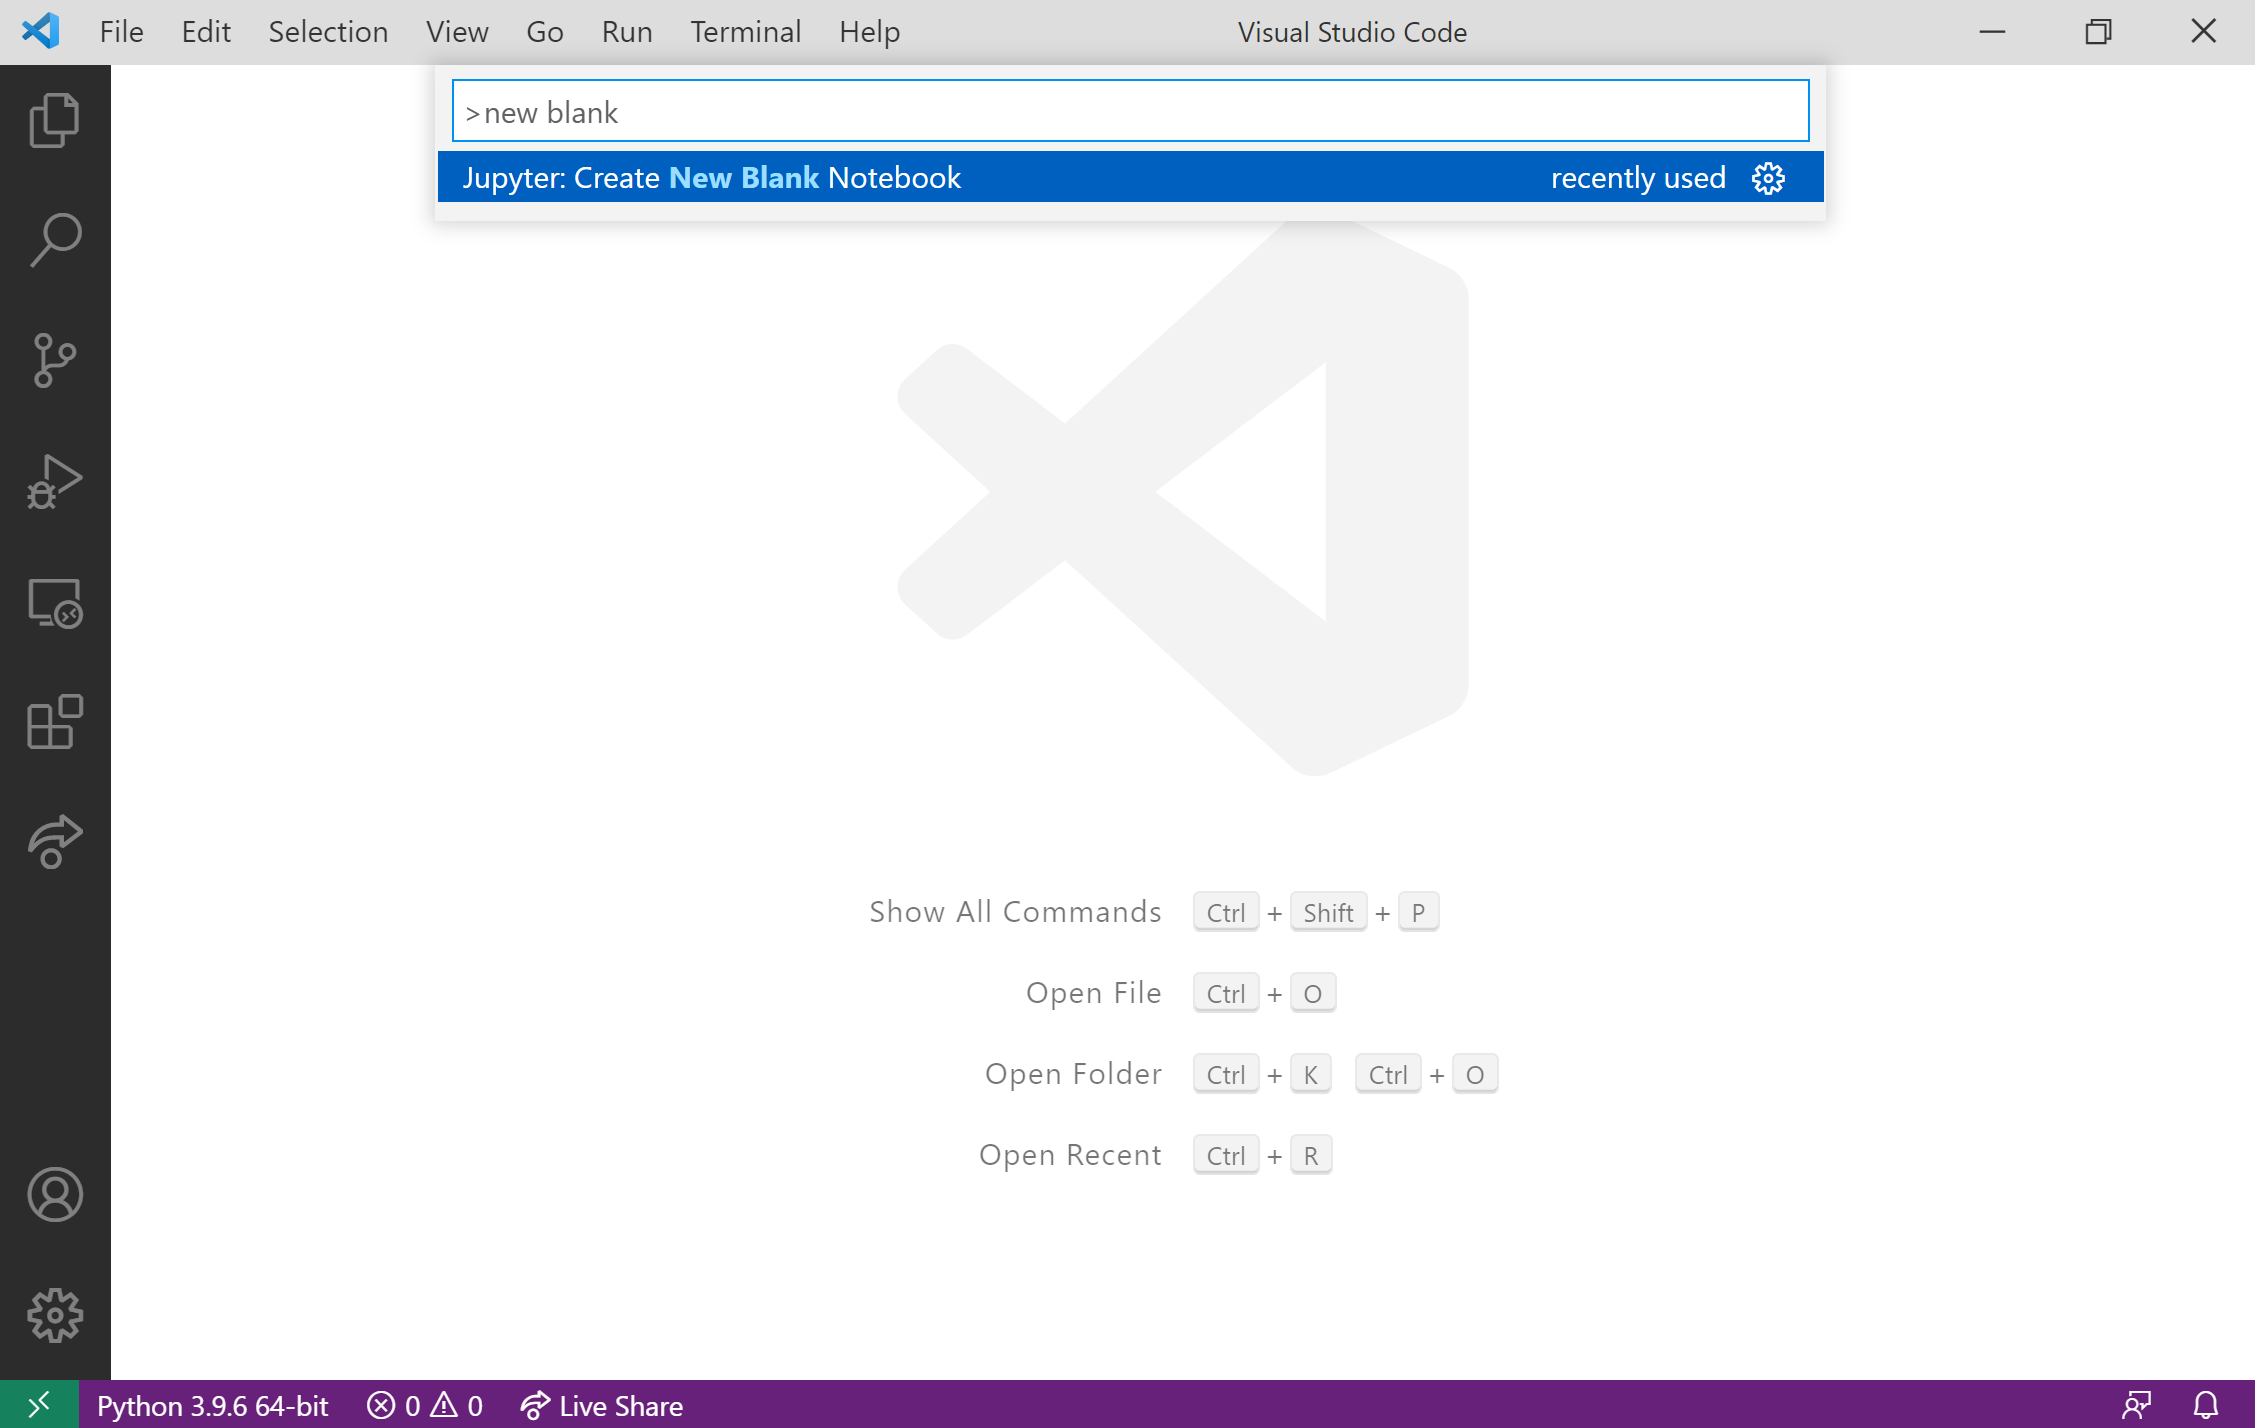 File Edit Selection View Go Run Terminal Help Visual Studio Code
>new blank
Jupyter: Create New Blank Notebook recently used
Show All Commands Ctrl + Shift + P
Open File Ctrl + O
Open Folder Ctrl + K Ctrl + O
Open Recent Ctrl + R
Python 3.9.6 64-bit 0 0 Live Share